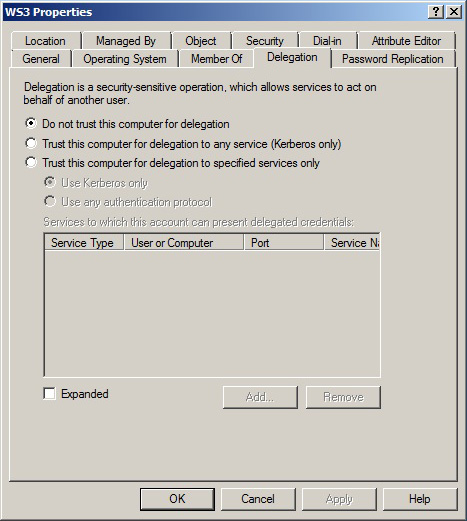 WS3 Properties
Location Managed By Object Security Dial-in Attribute Editor
General Operating System Member Of Delegation Password Replication
Delegation is a security-sensitive operation, which allows services to act on
behalf of another user.
Do not trust this computer for delegation
Trust this computer for delegation to any service (Kerberos only)
Trust this computer for delegation to specified services only
Use Kerberos only
Use any authentication protocol
Services to which this account can present delegated credentials:
Service Type User or Computer Port Service Na
Expanded Add... Remove
OK Cancel Apply Help